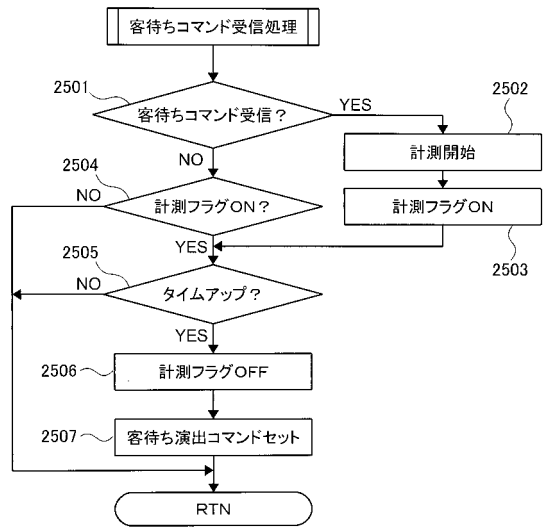 客待ちコマンド受信処理
2501
客待ちコマンド受信？
YES
2502
計測開始
NO
2504
NO
計測フラグON？
計測フラグON
2503
YES
2505
NO
タイムアップ？
YES
2506
計測フラグOFF
2507
客待ち演出コマンドセット
RTN